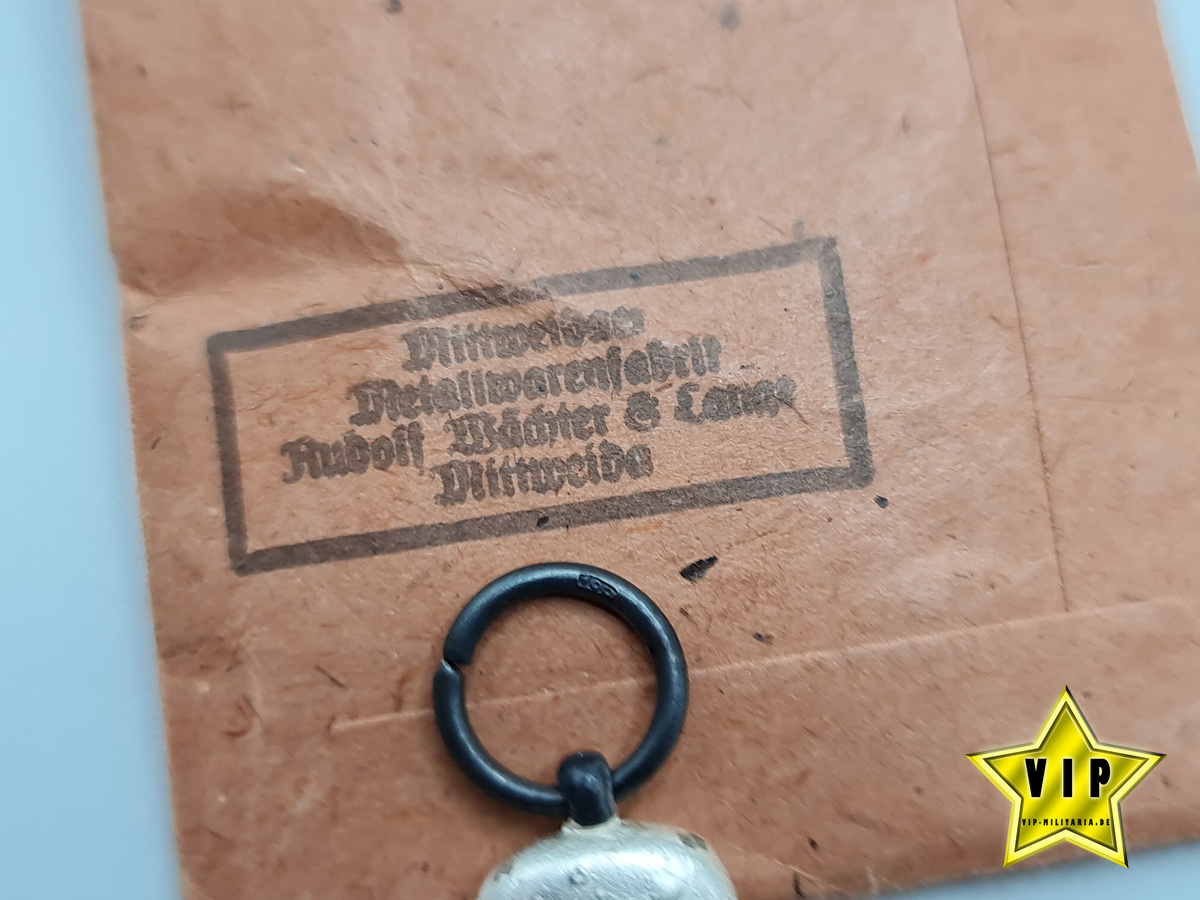 Mittweidaer
Metallwarenfabrik
Rudolf Wächter & Lange
Mittweida
VIP
VIP-MILITARIA.DE